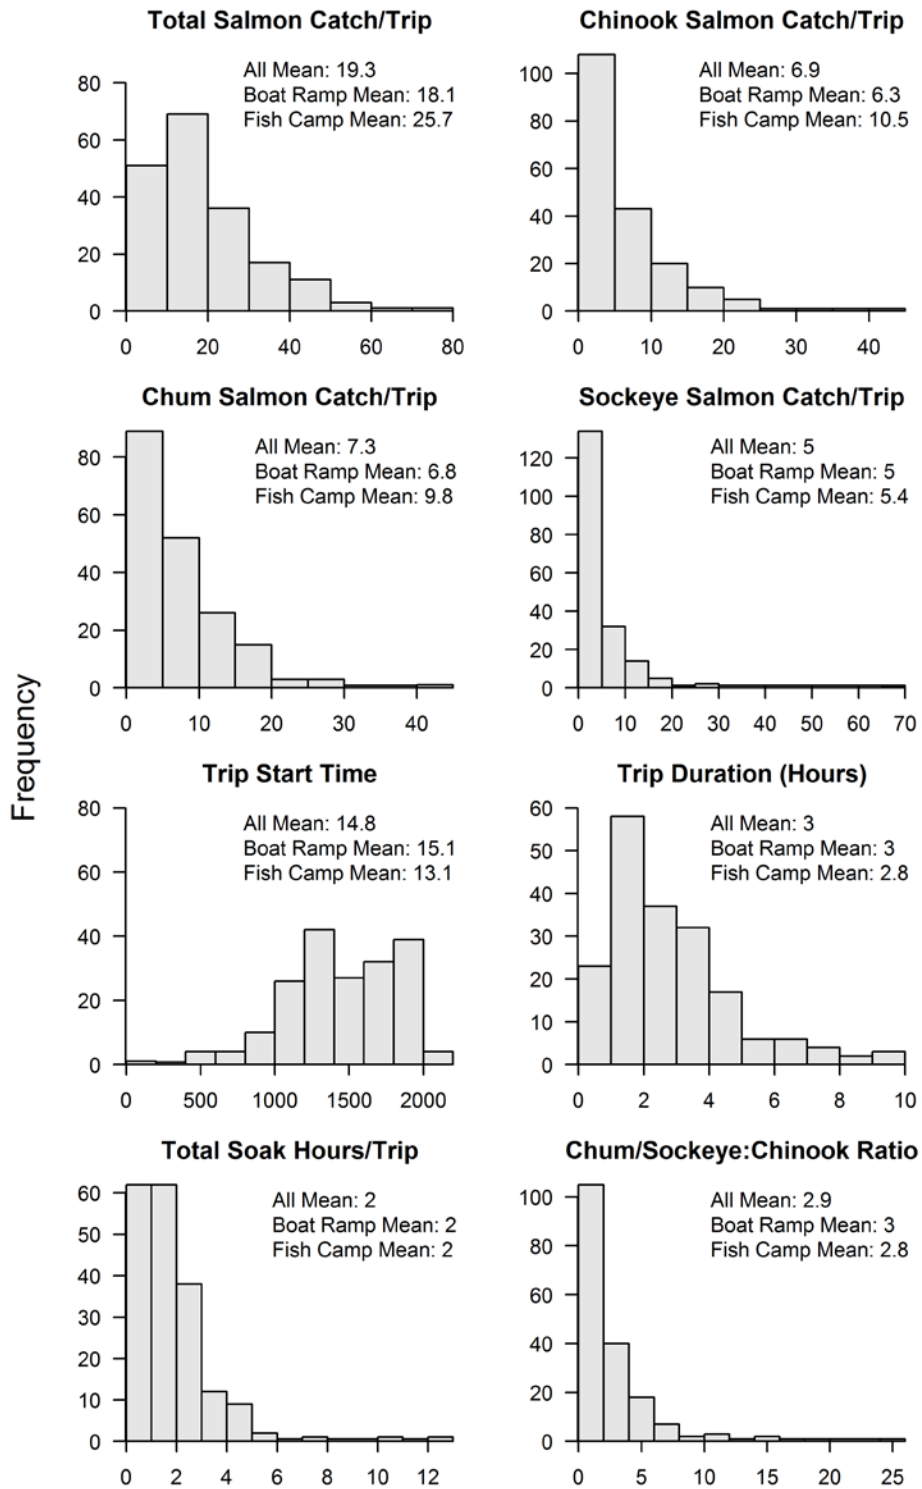 Total Salmon Catch/Trip
All Mean: 19.3
Boat Ramp Mean: 18.1
Fish Camp Mean: 25.7
80
60
40
20
0
0 20 40 60 80
Chinook Salmon Catch/Trip
All Mean: 6.9
Boat Ramp Mean: 6.3
Fish Camp Mean: 10.5
100
80
60
40
20
0
0 10 20 30 40
Chum Salmon Catch/Trip
All Mean: 7.3
Boat Ramp Mean: 6.8
Fish Camp Mean: 9.8
80
60
40
20
0
0 10 20 30 40
Sockeye Salmon Catch/Trip
All Mean: 5
Boat Ramp Mean: 5
Fish Camp Mean: 5.4
120
100
80
60
40
20
0
0 10 20 30 40 50 60 70
Frequency
Trip Start Time
All Mean: 14.8
Boat Ramp Mean: 15.1
Fish Camp Mean: 13.1
80
60
40
20
0
0 500 1000 1500 2000
Trip Duration (Hours)
All Mean: 3
Boat Ramp Mean: 3
Fish Camp Mean: 2.8
60
50
40
30
20
10
0
0 2 4 6 8 10
Total Soak Hours/Trip
All Mean: 2
Boat Ramp Mean: 2
Fish Camp Mean: 2
60
50
40
30
20
10
0
0 2 4 6 8 10 12
Chum/Sockeye:Chinook Ratio
All Mean: 2.9
Boat Ramp Mean: 3
Fish Camp Mean: 2.8
100
80
60
40
20
0
0 5 10 15 20 25